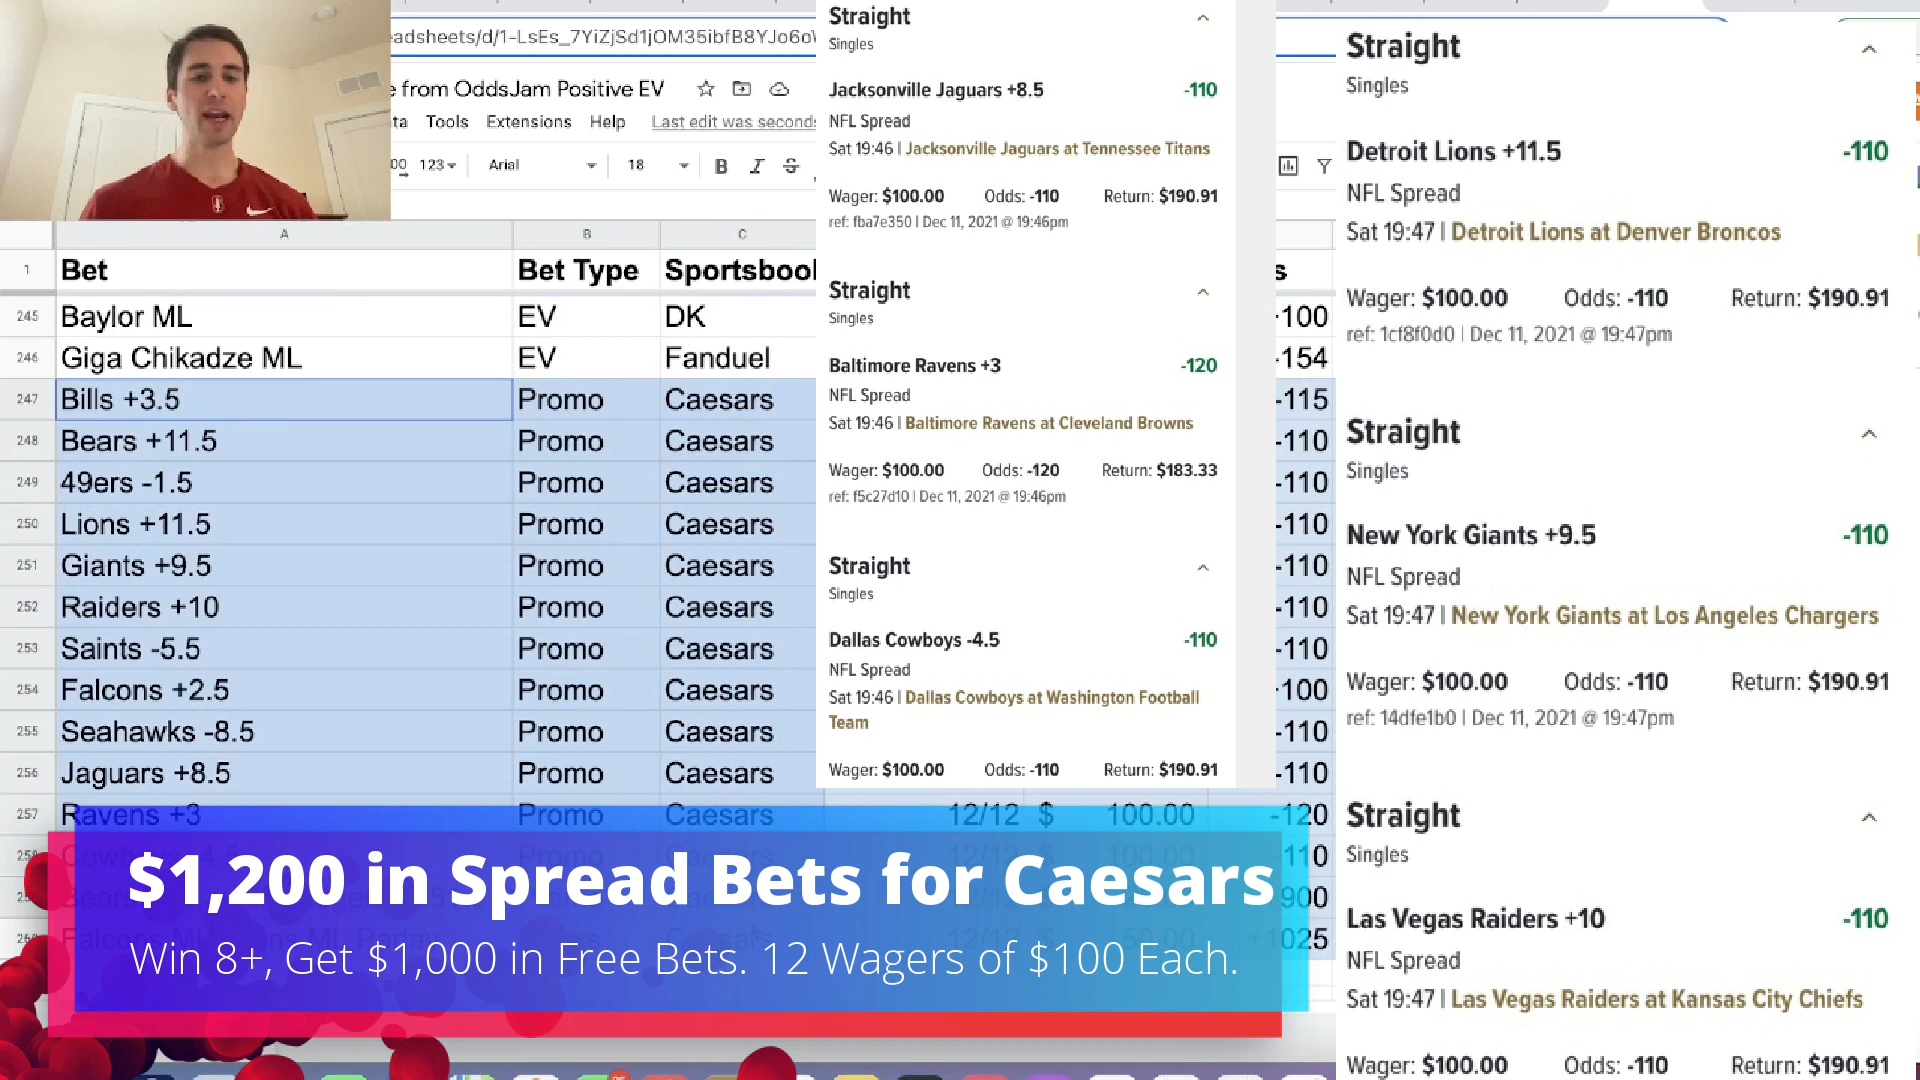 eadsheets/d/1-LsEs_7YiZjSd1jOM35ibfB8YJo6o
e from OddsJam Positive EV
ta Tools Extensions Help Last edit was second
00 123 Arial 18 B I S
A B C
1 Bet Bet Type Sportsbook s
245 Baylor ML EV DK -100
246 Giga Chikadze ML EV Fanduel -154
247 Bills +3.5 Promo Caesars -115
248 Bears +11.5 Promo Caesars -110
249 49ers -1.5 Promo Caesars -110
250 Lions +11.5 Promo Caesars -110
251 Giants +9.5 Promo Caesars -110
252 Raiders +10 Promo Caesars -110
253 Saints -5.5 Promo Caesars -110
254 Falcons +2.5 Promo Caesars -100
255 Seahawks -8.5 Promo Caesars -110
256 Jaguars +8.5 Promo Caesars -110
257 Ravens +3 Promo Caesars 12/12 $ 100.00 -120
$1,200 in Spread Bets for Caesars
Win 8+, Get $1,000 in Free Bets. 12 Wagers of $100 Each.
Straight
Singles
Jacksonville Jaguars +8.5 -110
NFL Spread
Sat 19:46 | Jacksonville Jaguars at Tennessee Titans
Wager: $100.00 Odds: -110 Return: $190.91
ref: fba7e350 | Dec 11, 2021 @ 19:46pm
Straight
Singles
Baltimore Ravens +3 -120
NFL Spread
Sat 19:46 | Baltimore Ravens at Cleveland Browns
Wager: $100.00 Odds: -120 Return: $183.33
ref: f5c27d10 | Dec 11, 2021 @ 19:46pm
Straight
Singles
Dallas Cowboys -4.5 -110
NFL Spread
Sat 19:46 | Dallas Cowboys at Washington Football
Team
Wager: $100.00 Odds: -110 Return: $190.91
Straight
Singles
Detroit Lions +11.5 -110
NFL Spread
Sat 19:47 | Detroit Lions at Denver Broncos
Wager: $100.00 Odds: -110 Return: $190.91
ref: 1cf8f0d0 | Dec 11, 2021 @ 19:47pm
Straight
Singles
New York Giants +9.5 -110
NFL Spread
Sat 19:47 | New York Giants at Los Angeles Chargers
Wager: $100.00 Odds: -110 Return: $190.91
ref: 14dfe1b0 | Dec 11, 2021 @ 19:47pm
Straight
Singles
Las Vegas Raiders +10 -110
NFL Spread
Sat 19:47 | Las Vegas Raiders at Kansas City Chiefs
Wager: $100.00 Odds: -110 Return: $190.91